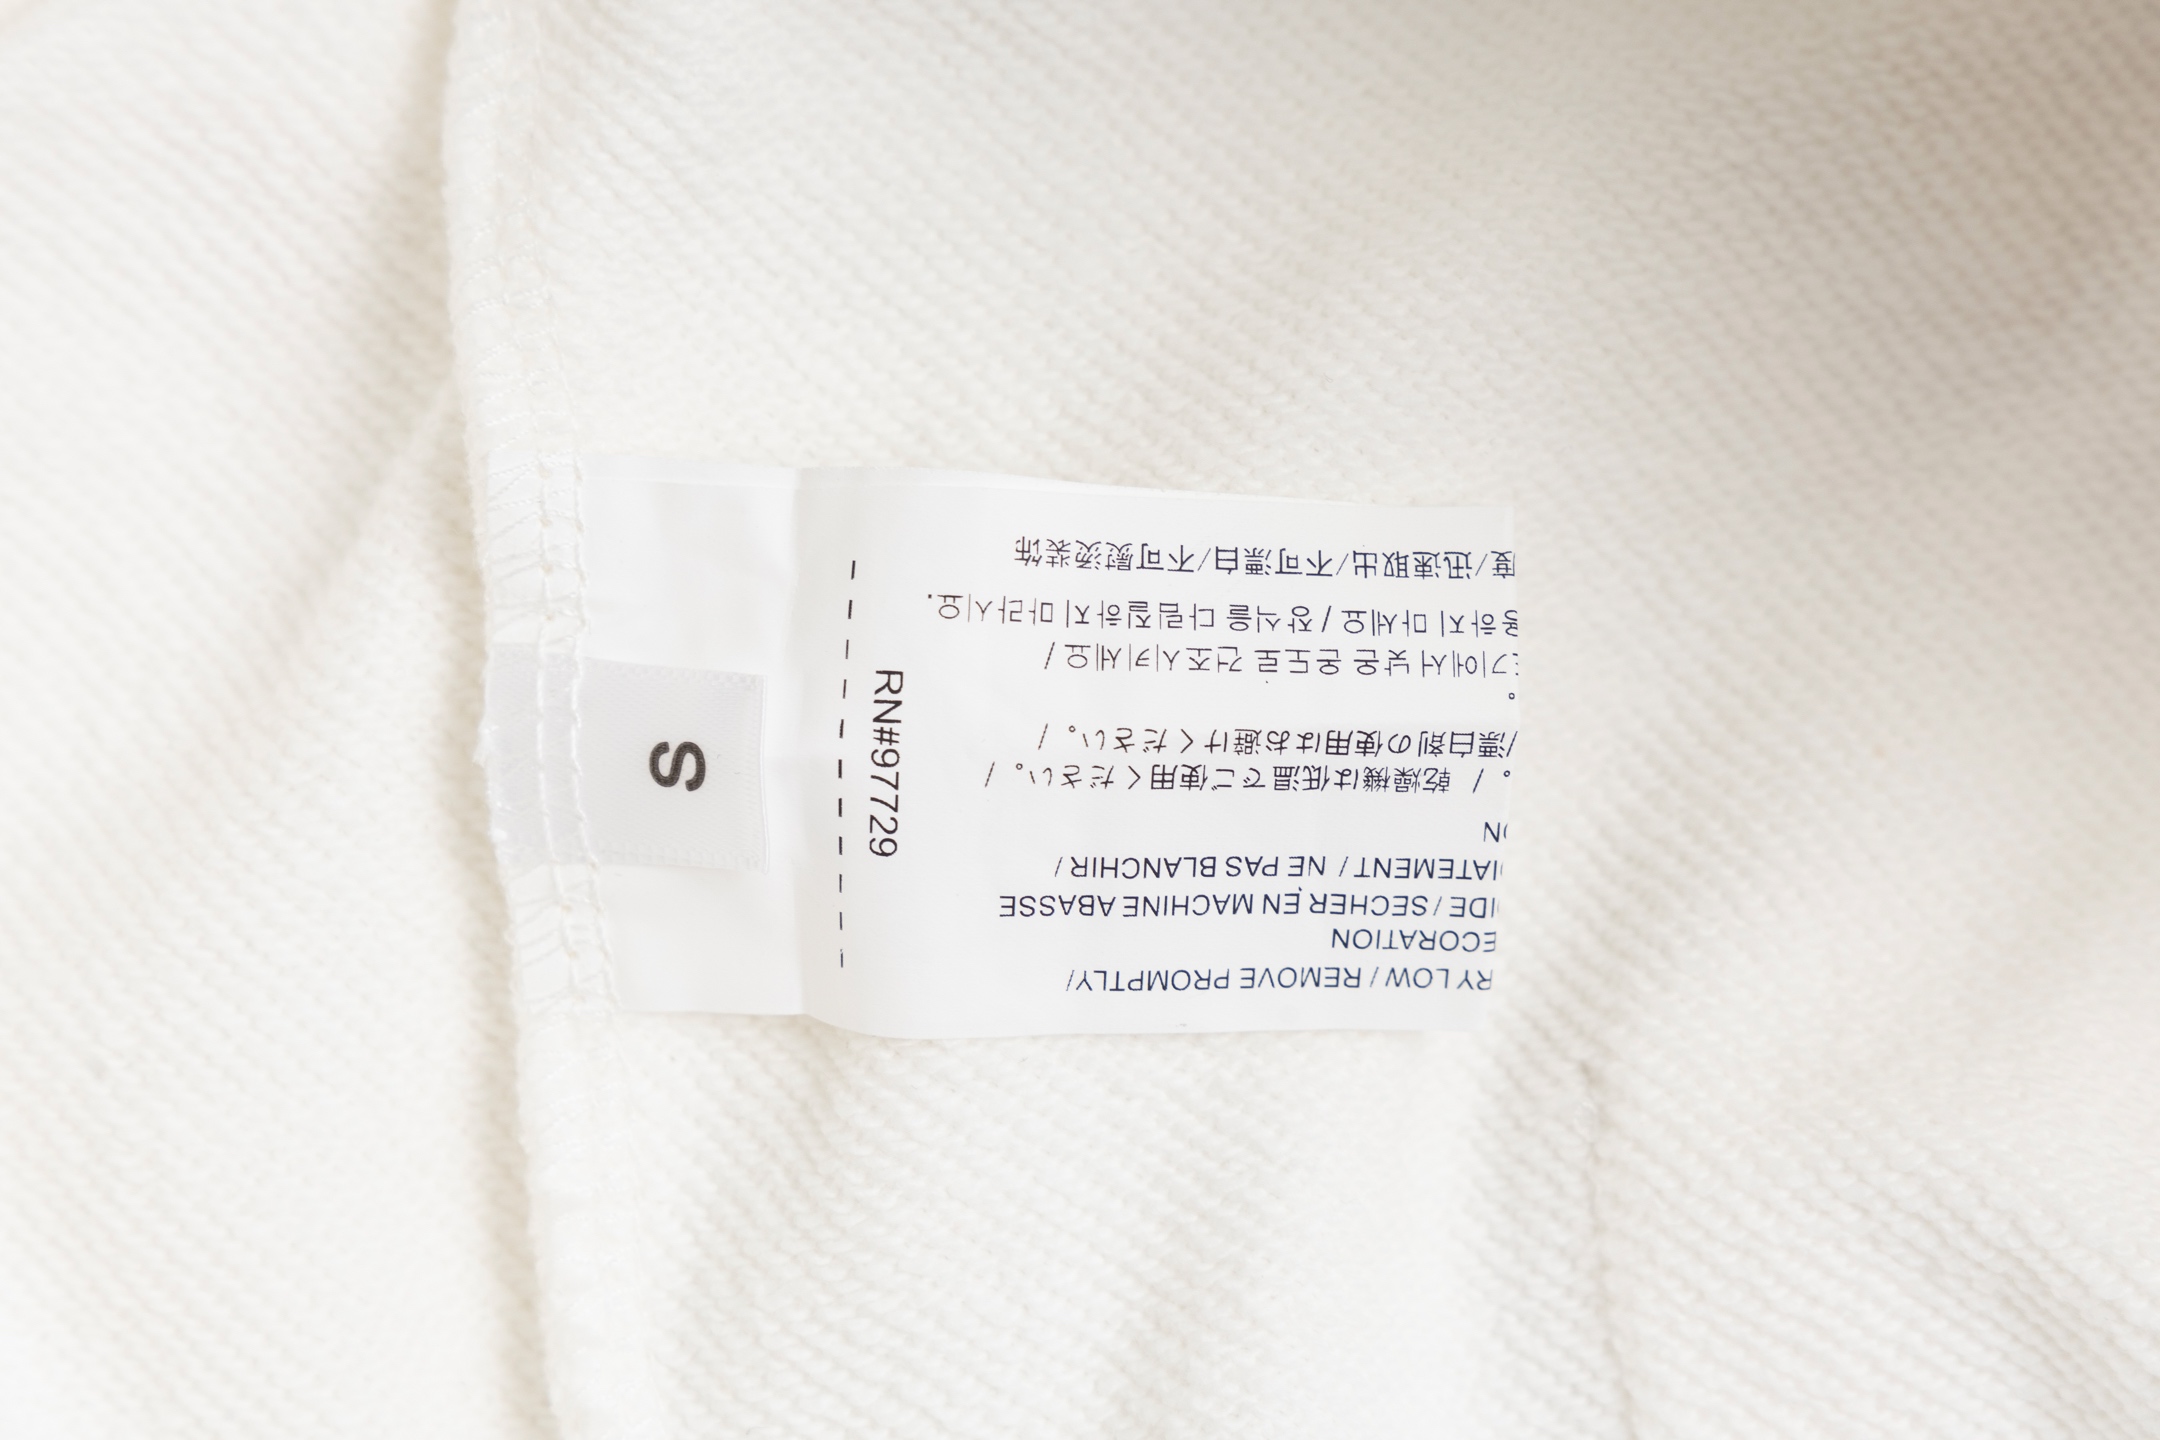 S
RN#97729
RY LOW / REMOVE PROMPTLY/
ECORATION
IDE / SECHER EN MACHINE ABASSE
IATEMENT / NE PAS BLANCHIR /
ON
。 / 乾燥機は低温でご使用ください。 /
/漂白剤の使用はお避けください。 /
。
기에서 낮은 온도로 건조시키세요 /
하지 마세요 / 장식을 다림질하지 마라시오.
度/迅速取出/不可漂白/不可熨烫装饰